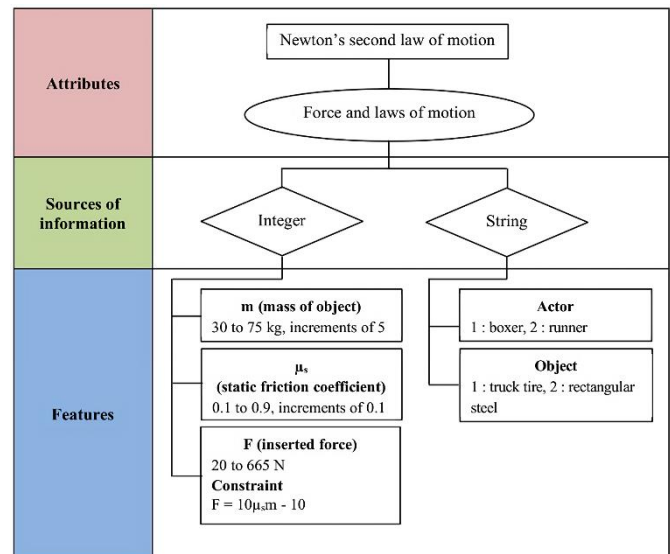 Attributes
Newton's second law of motion
Force and laws of motion
Sources of
information
Integer
String
Features
m (mass of object)
30 to 75 kg, increments of 5
μₛ
(static friction coefficient)
0.1 to 0.9, increments of 0.1
F (inserted force)
20 to 665 N
Constraint
F = 10μₛm - 10
Actor
1 : boxer, 2 : runner
Object
1 : truck tire, 2 : rectangular
steel